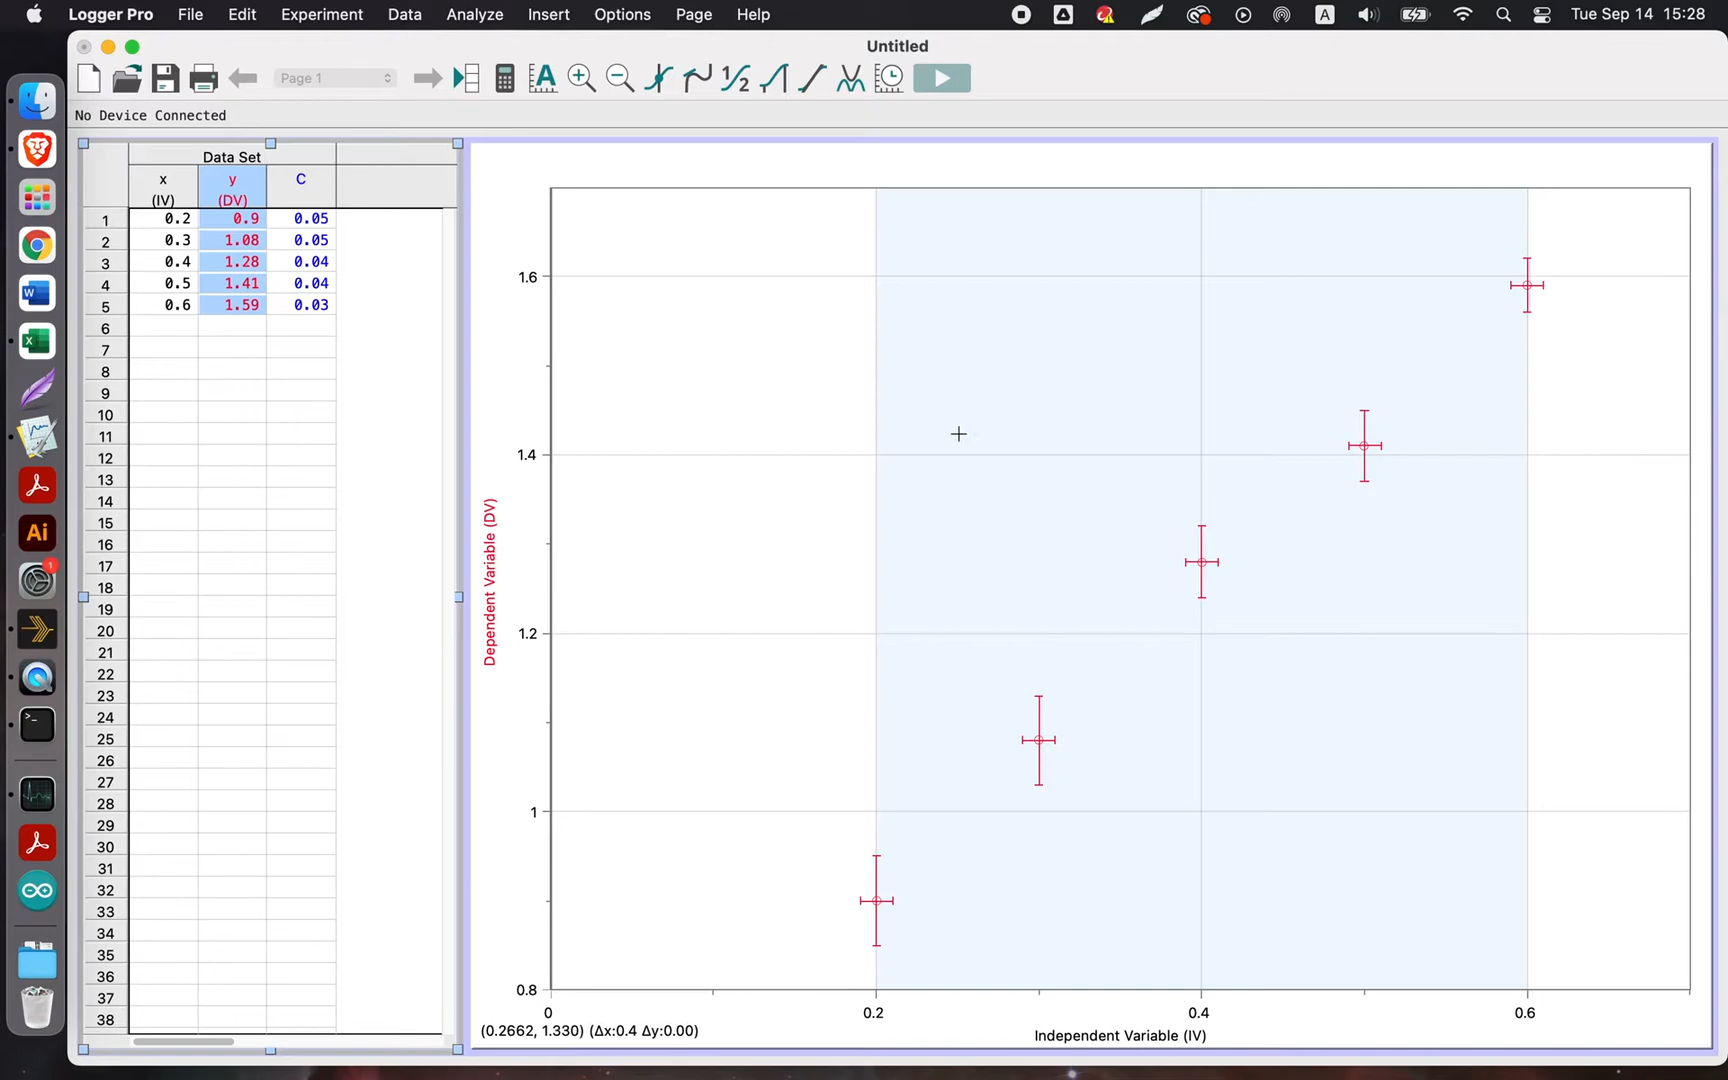 Logger Pro File Edit Experiment Data Analyze Insert Options Page Help A Tue Sep 14 15:28
Untitled
Page 1 A 1/2
No Device Connected
Data Set
x y C
(IV) (DV)
1 0.2 0.9 0.05
2 0.3 1.08 0.05
3 0.4 1.28 0.04
4 0.5 1.41 0.04
5 0.6 1.59 0.03
6
7
8
9
10
11
12
13
14
15
16
17
18
19
20
21
22
23
24
25
26
27
28
29
30
31
32
33
34
35
36
37
38
W
X
Ai
1
Dependent Variable (DV)
1.6
1.4
1.2
1
0.8
0 0.2 0.4 0.6
(0.2662, 1.330) (Δx:0.4 Δy:0.00)
Independent Variable (IV)